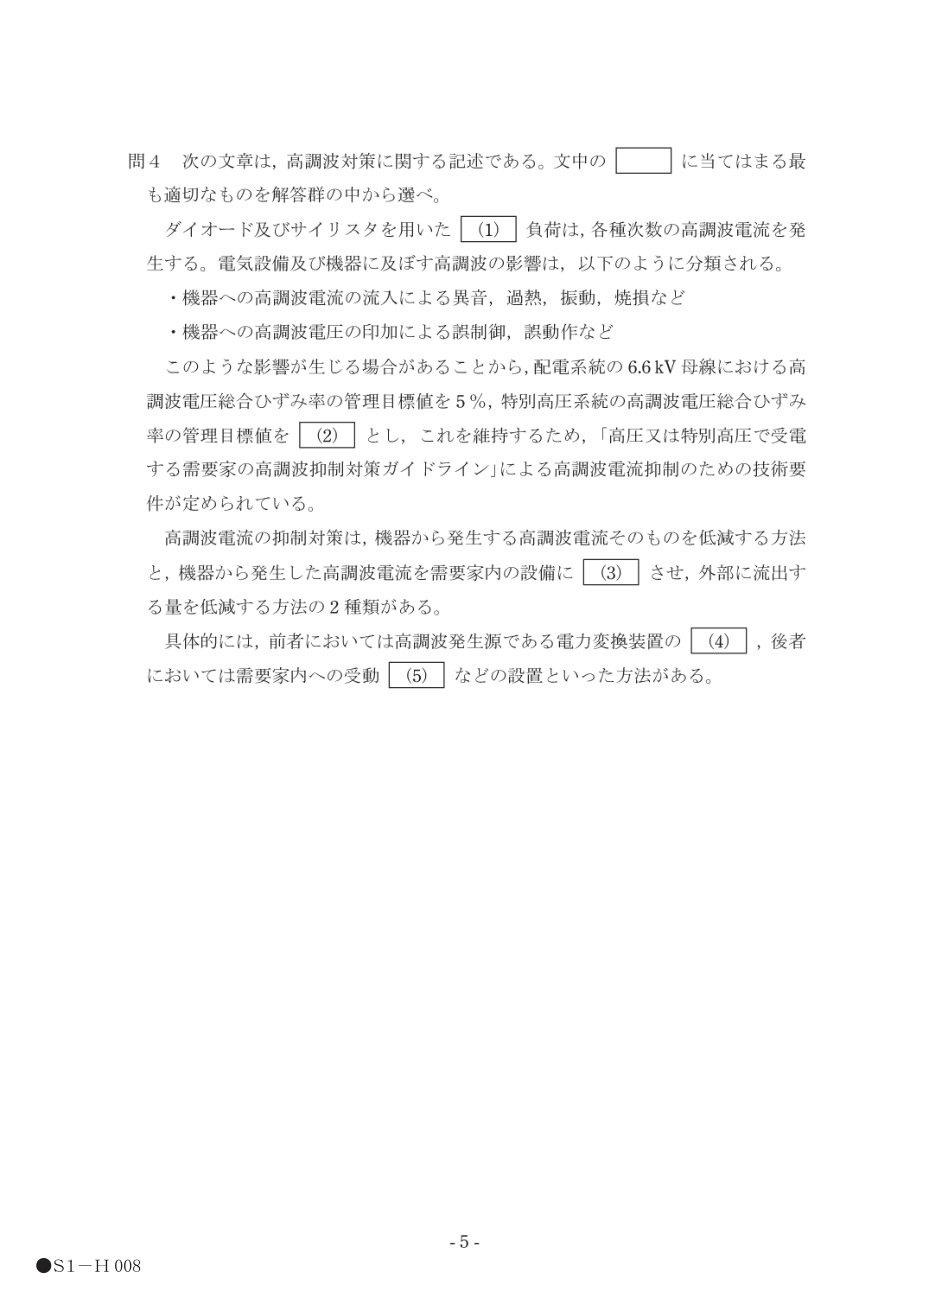 問４　次の文章は，高調波対策に関する記述である。文中の　　　　に当てはまる最
も適切なものを解答群の中から選べ。
ダイオード及びサイリスタを用いた (1) 負荷は，各種次数の高調波電流を発
生する。電気設備及び機器に及ぼす高調波の影響は，以下のように分類される。
・機器への高調波電流の流入による異音，過熱，振動，焼損など
・機器への高調波電圧の印加による誤制御，誤動作など
このような影響が生じる場合があることから，配電系統の 6.6 kV 母線における高
調波電圧総合ひずみ率の管理目標値を 5 %，特別高圧系統の高調波電圧総合ひずみ
率の管理目標値を (2) とし，これを維持するため，「高圧又は特別高圧で受電
する需要家の高調波抑制対策ガイドライン」による高調波電流抑制のための技術要
件が定められている。
高調波電流の抑制対策は，機器から発生する高調波電流そのものを低減する方法
と，機器から発生した高調波電流を需要家内の設備に (3) させ，外部に流出す
る量を低減する方法の 2 種類がある。
具体的には，前者においては高調波発生源である電力変換装置の (4) ，後者
においては需要家内への受動 (5) などの設置といった方法がある。
- 5 -
●S1－H 008